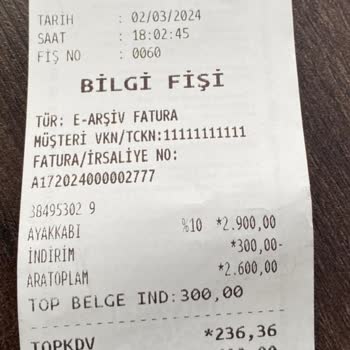 TARİH : 02/03/2024
SAAT : 18:02:45
FİŞ NO : 0060
BİLGİ FİŞİ
TÜR: E-ARŞİV FATURA
MÜŞTERİ VKN/TCKN:11111111111
FATURA/İRSALİYE NO:
A172024000002777
38495302 9
AYAKKABI %10 *2.900,00
İNDİRİM *300,00-
ARATOPLAM *2.600,00
TOP BELGE IND:300,00
TOPKDV *236,36